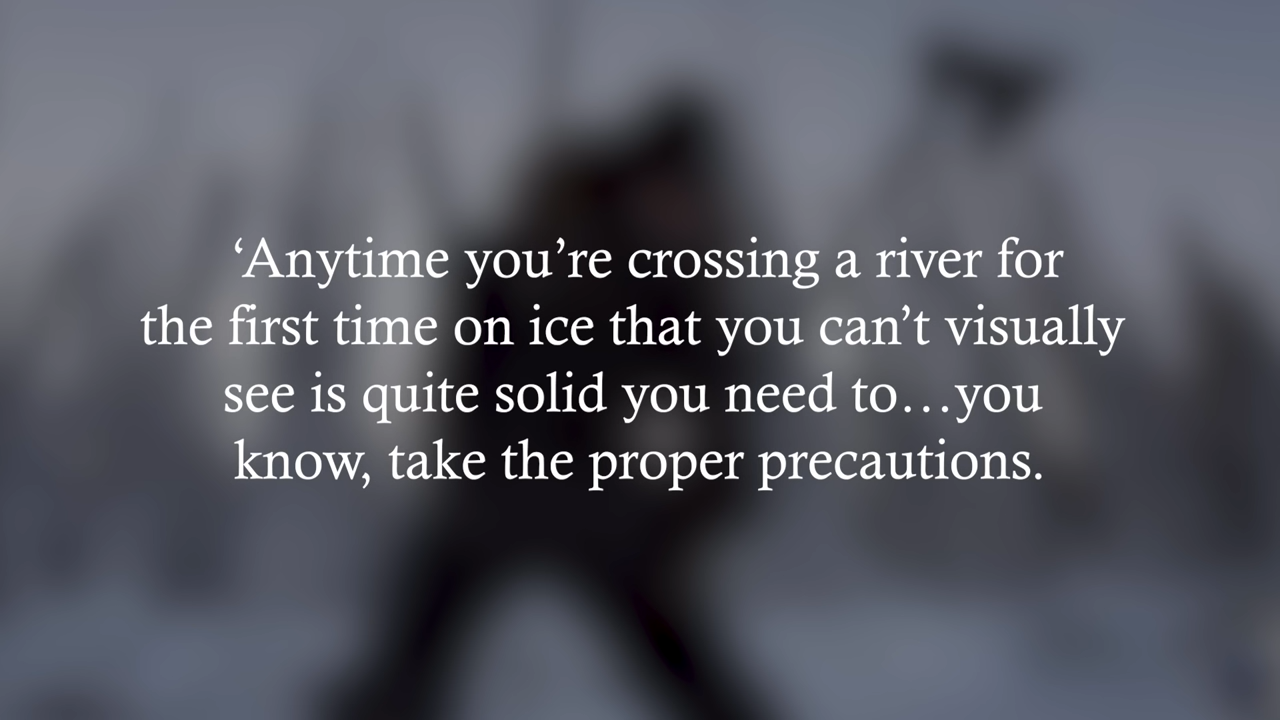 ‘Anytime you’re crossing a river for
the first time on ice that you can’t visually
see is quite solid you need to…you
know, take the proper precautions.